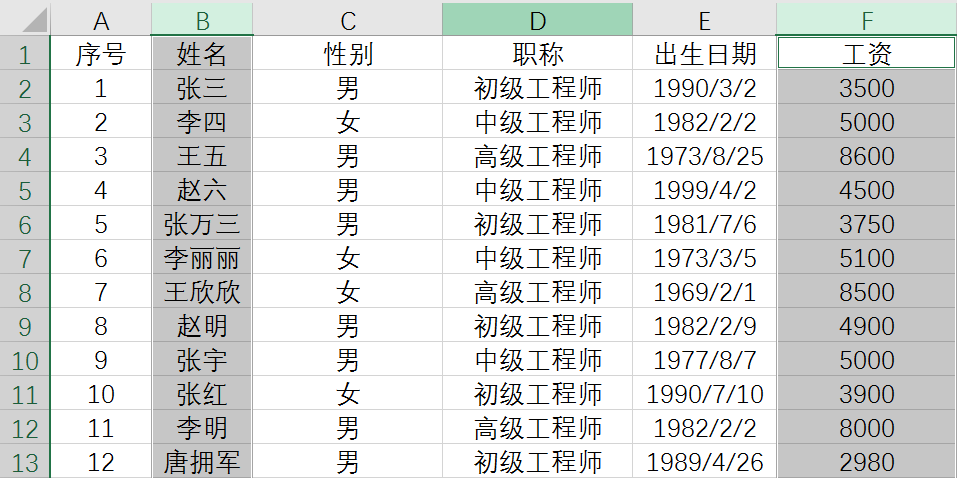 A B C D E F
1 序号 姓名 性别 职称 出生日期 工资
2 1 张三 男 初级工程师 1990/3/2 3500
3 2 李四 女 中级工程师 1982/2/2 5000
4 3 王五 男 高级工程师 1973/8/25 8600
5 4 赵六 男 中级工程师 1999/4/2 4500
6 5 张万三 男 初级工程师 1981/7/6 3750
7 6 李丽丽 女 中级工程师 1973/3/5 5100
8 7 王欣欣 女 高级工程师 1969/2/1 8500
9 8 赵明 男 初级工程师 1982/2/9 4900
10 9 张宇 男 中级工程师 1977/8/7 5000
11 10 张红 女 初级工程师 1990/7/10 3900
12 11 李明 男 高级工程师 1982/2/2 8000
13 12 唐拥军 男 初级工程师 1989/4/26 2980